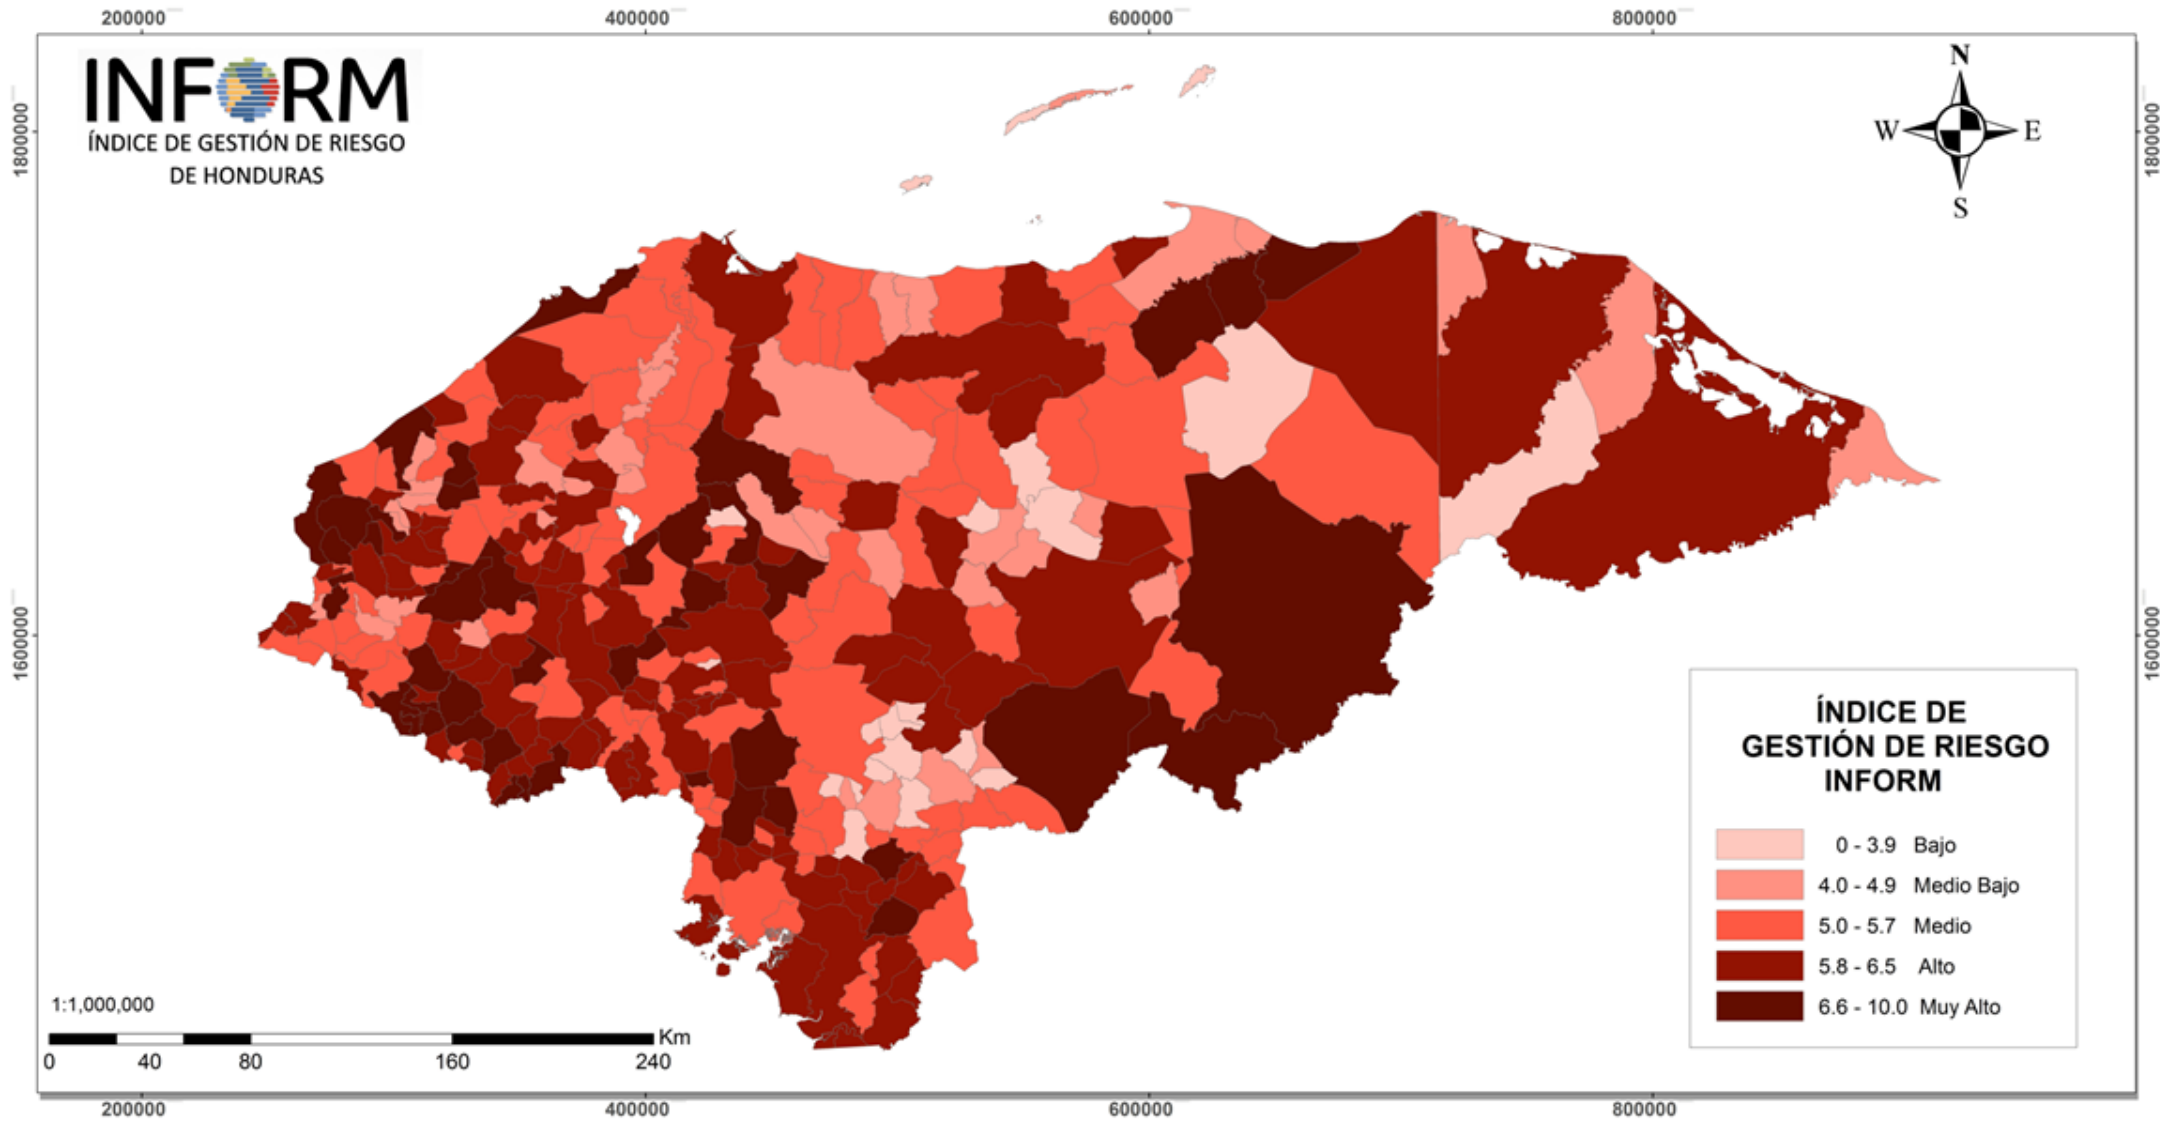 200000 400000 600000 800000
INFORM
ÍNDICE DE GESTIÓN DE RIESGO
DE HONDURAS
N
W E
S
1800000 1800000
1600000 1600000
ÍNDICE DE
GESTIÓN DE RIESGO
INFORM
0 - 3.9 Bajo
4.0 - 4.9 Medio Bajo
5.0 - 5.7 Medio
5.8 - 6.5 Alto
6.6 - 10.0 Muy Alto
1:1,000,000
Km
0 40 80 160 240
200000 400000 600000 800000